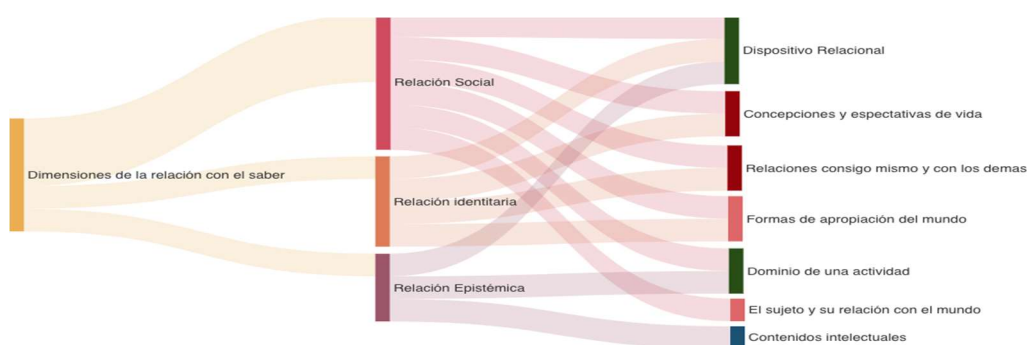 Dimensiones de la relación con el saber
Relación Social
Relación identitaria
Relación Epistémica
Dispositivo Relacional
Concepciones y espectativas de vida
Relaciones consigo mismo y con los demas
Formas de apropiación del mundo
Dominio de una actividad
El sujeto y su relación con el mundo
Contenidos intelectuales